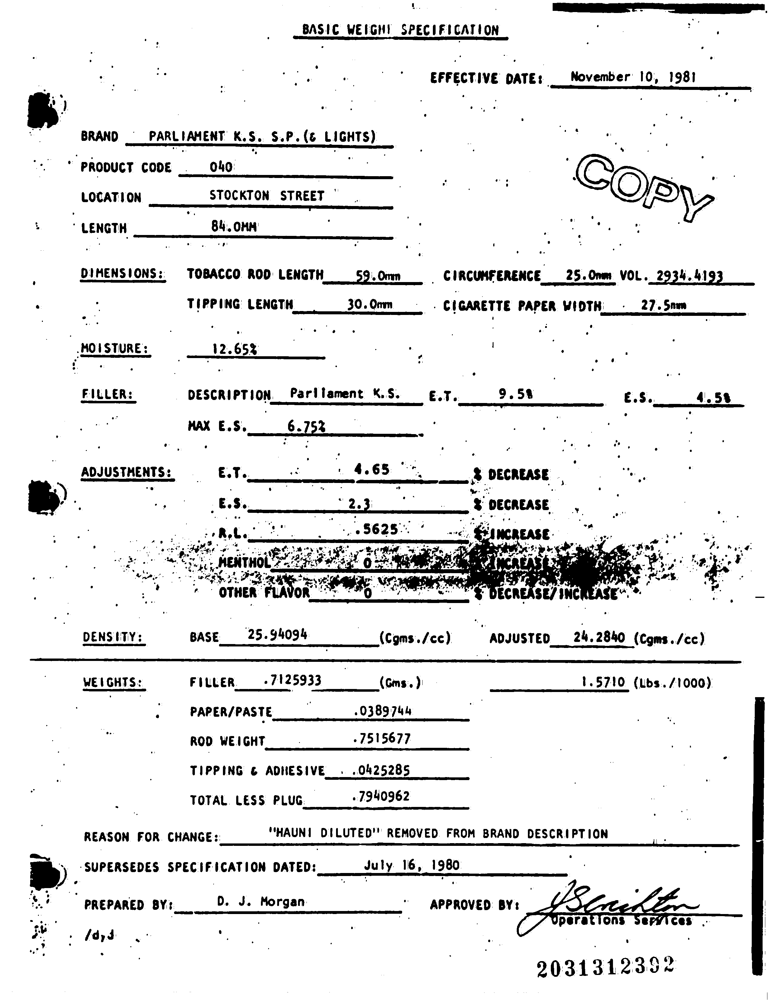 BASIC WEIGHT SPECIFICATION
EFFECTIVE DATE: November 10, 1981
BRAND PARLIAMENT K.S. S.P.(& LIGHTS)
PRODUCT CODE 040
COPY
LOCATION STOCKTON STREET
LENGTH 84.0MM
DIMENSIONS: TOBACCO ROD LENGTH 59.0mm CIRCUMFERENCE 25.0mm VOL. 2934.4193
TIPPING LENGTH 30.0mm CIGARETTE PAPER WIDTH 27.5mm
MOISTURE: 12.65%
FILLER: DESCRIPTION Parliament K.S. E.T. 9.5% E.S. 4.5%
MAX E.S. 6.75%
ADJUSTMENTS: E.T. 4.65 % DECREASE
E.S. 2.3 % DECREASE
R.L. .5625 % INCREASE
MENTHOL 0 % INCREASE
OTHER FLAVOR 0 % DECREASE/INCREASE
DENSITY: BASE 25.94094 (Cgms./cc) ADJUSTED 24.2840 (Cgms./cc)
WEIGHTS: FILLER .7125933 (Gms.) 1.5710 (Lbs./1000)
PAPER/PASTE .0389744
ROD WEIGHT .7515677
TIPPING & ADHESIVE .0425285
TOTAL LESS PLUG .7940962
REASON FOR CHANGE: "HAUNI DILUTED" REMOVED FROM BRAND DESCRIPTION
SUPERSEDES SPECIFICATION DATED: July 16, 1980
PREPARED BY: D. J. Morgan APPROVED BY:
Operations Services
/d,j
2031312392